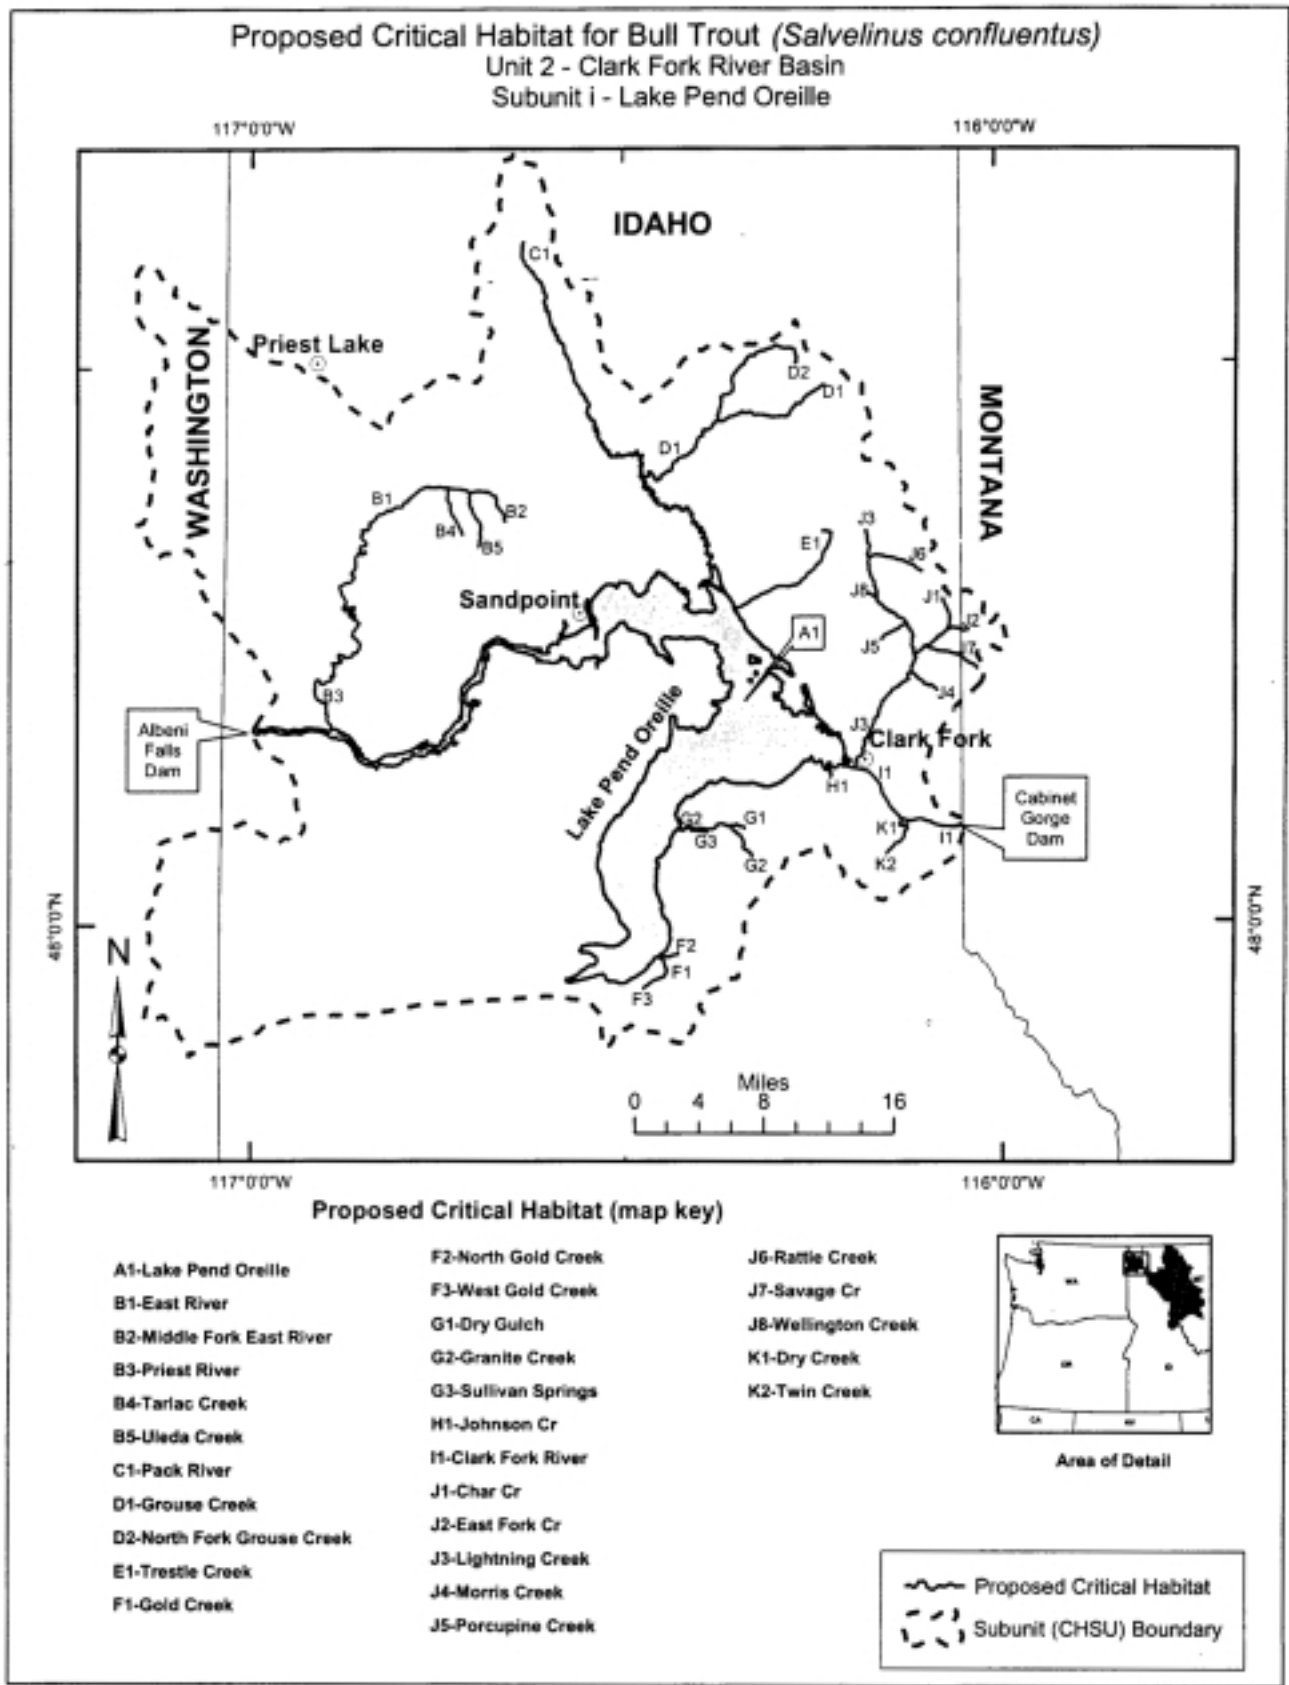 Proposed Critical Habitat for Bull Trout (Salvelinus confluentus)
Unit 2 - Clark Fork River Basin
Subunit i - Lake Pend Oreille
117°0'0"W
116°0'0"W
IDAHO
C1
Priest Lake
WASHINGTON
MONTANA
D2
D1
D1
B1
B2
B4
B5
E1
J3
J6
J8
J1
J2
J7
J5
J4
Sandpoint
A1
B3
Lake Pend Oreille
J3
Clark Fork
Albeni
Falls
Dam
H1
I1
Cabinet
Gorge
Dam
K1
I1
K2
G2
G1
G3
G2
48°0'0"N
48°0'0"N
N
F2
F1
F3
Miles
0 4 8 16
117°0'0"W
116°0'0"W
Proposed Critical Habitat (map key)
A1-Lake Pend Oreille
B1-East River
B2-Middle Fork East River
B3-Priest River
B4-Tarlac Creek
B5-Uleda Creek
C1-Pack River
D1-Grouse Creek
D2-North Fork Grouse Creek
E1-Trestle Creek
F1-Gold Creek
F2-North Gold Creek
F3-West Gold Creek
G1-Dry Gulch
G2-Granite Creek
G3-Sullivan Springs
H1-Johnson Cr
I1-Clark Fork River
J1-Char Cr
J2-East Fork Cr
J3-Lightning Creek
J4-Morris Creek
J5-Porcupine Creek
J6-Rattle Creek
J7-Savage Cr
J8-Wellington Creek
K1-Dry Creek
K2-Twin Creek
WA
OR
ID
CA
NV
Area of Detail
Proposed Critical Habitat
Subunit (CHSU) Boundary